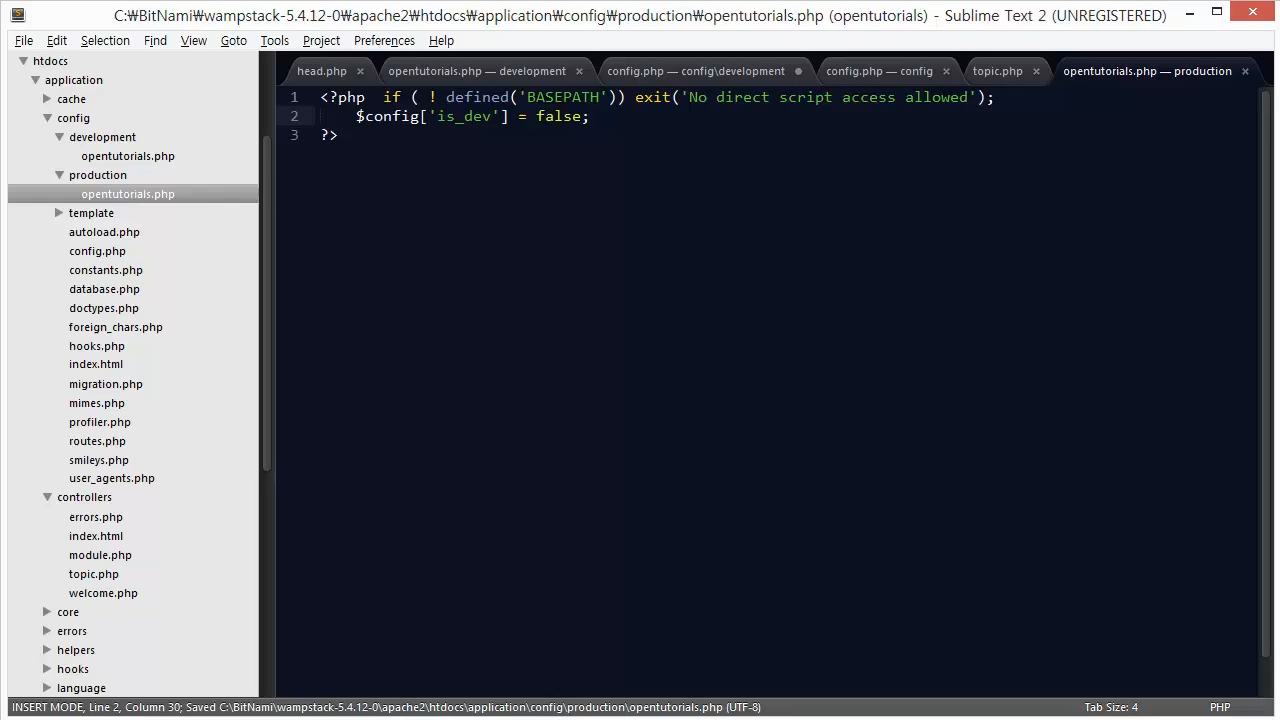 C:₩BitNami₩wampstack-5.4.12-0₩apache2₩htdocs₩application₩config₩production₩opentutorials.php (opentutorials) - Sublime Text 2 (UNREGISTERED)
File Edit Selection Find View Goto Tools Project Preferences Help
htdocs
application
cache
config
development
opentutorials.php
production
opentutorials.php
template
autoload.php
config.php
constants.php
database.php
doctypes.php
foreign_chars.php
hooks.php
index.html
migration.php
mimes.php
profiler.php
routes.php
smileys.php
user_agents.php
controllers
errors.php
index.html
module.php
topic.php
welcome.php
core
errors
helpers
hooks
language
head.php × opentutorials.php — development × config.php — config\development config.php — config × topic.php × opentutorials.php — production ×
1 <?php  if ( ! defined('BASEPATH')) exit('No direct script access allowed');
2     $config['is_dev'] = false;
3 ?>
INSERT MODE, Line 2, Column 30; Saved C:\BitNami\wampstack-5.4.12-0\apache2\htdocs\application\config\production\opentutorials.php (UTF-8) Tab Size: 4 PHP